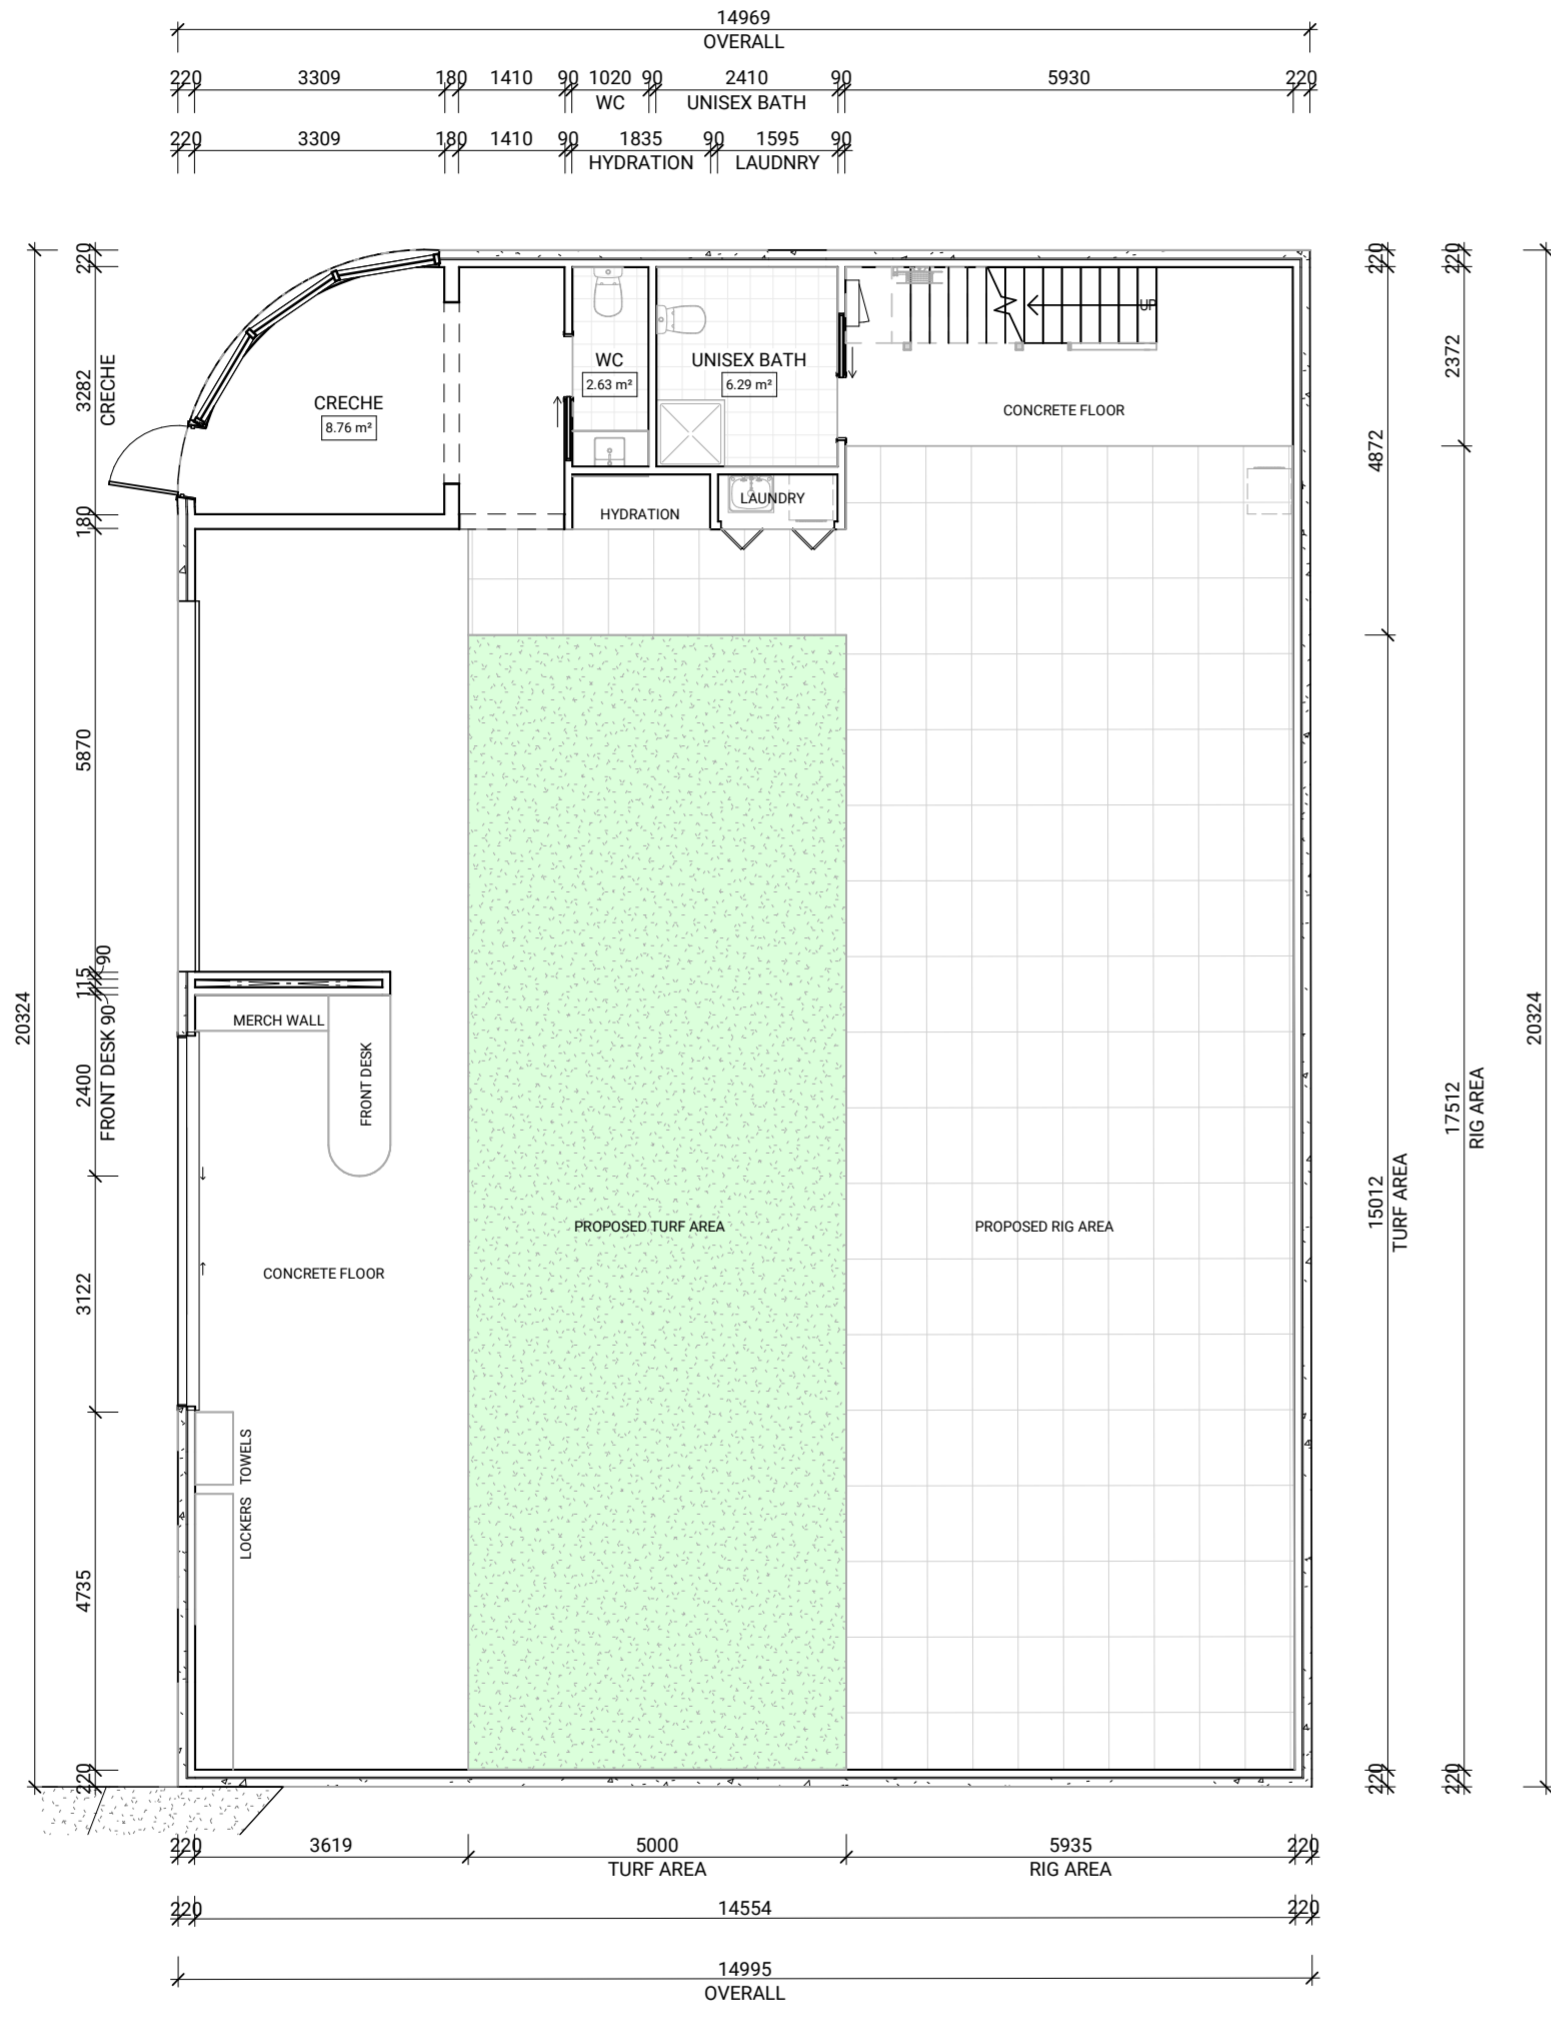 14969
OVERALL
220 3309 180 1410 90 1020 90 2410 90 5930 220
WC UNISEX BATH
220 3309 180 1410 90 1835 90 1595 90
HYDRATION LAUDNRY
220
3282
CRECHE
180
5870
90
115
90
2400
FRONT DESK
3122
4735
220
20324
CRECHE
8.76 m²
WC
2.63 m²
UNISEX BATH
6.29 m²
UP
CONCRETE FLOOR
HYDRATION
LAUNDRY
MERCH WALL
FRONT DESK
PROPOSED TURF AREA
PROPOSED RIG AREA
CONCRETE FLOOR
TOWELS
LOCKERS
220
4872
15012
TURF AREA
220
220
2372
17512
RIG AREA
220
20324
220 3619 5000 5935 220
TURF AREA RIG AREA
220 14554 220
14995
OVERALL